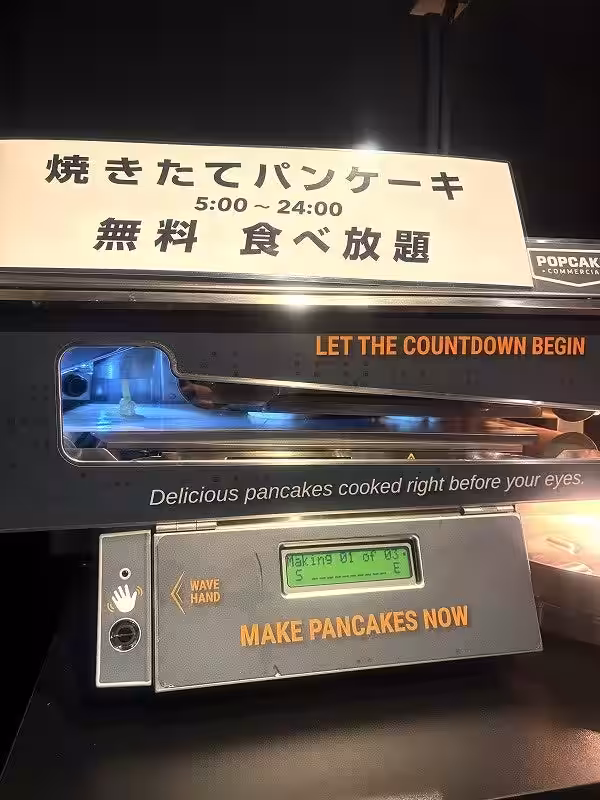 焼きたてパンケーキ
5:00～24:00
無料 食べ放題
POPCAK
• COMMERCIA
LET THE COUNTDOWN BEGIN
Delicious pancakes cooked right before your eyes.
Making 01 of 03
S E
WAVE
HAND
MAKE PANCAKES NOW